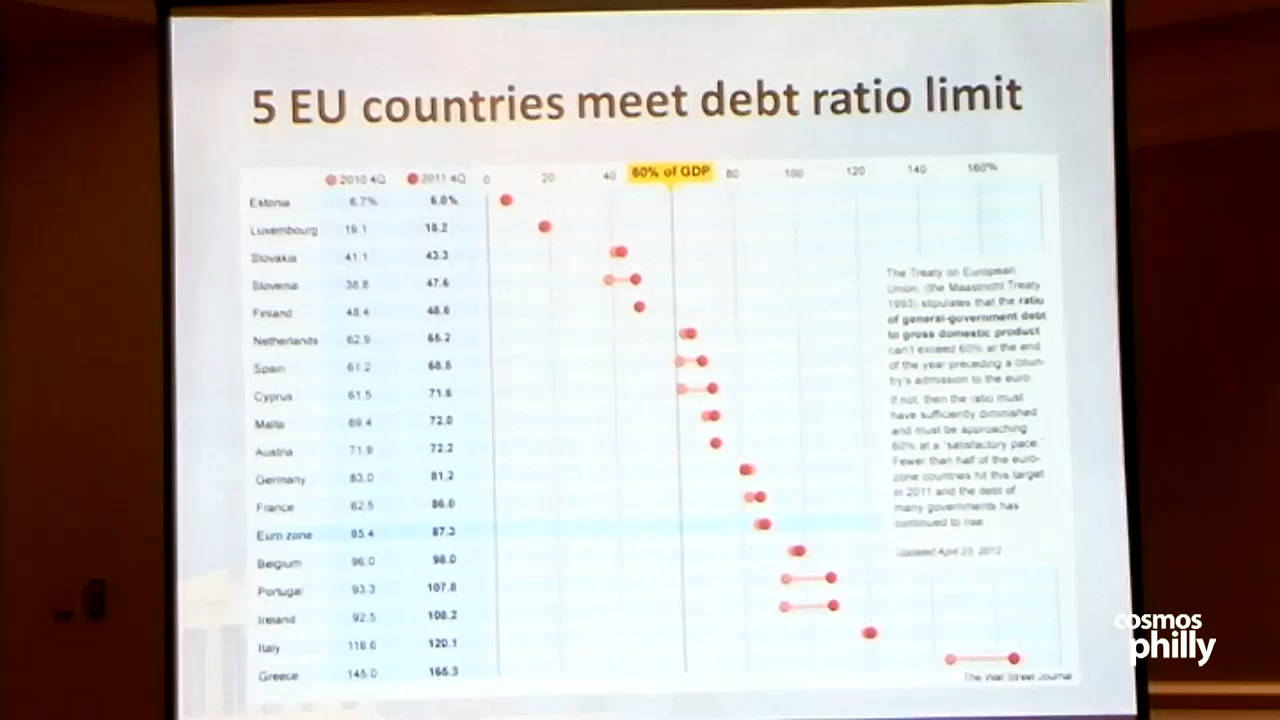 5 EU countries meet debt ratio limit
2010 4Q 2011 4Q 0 20 40 60% of GDP 80 100 120 140 160%
Estonia 6.7% 6.0%
Luxembourg 19.1 18.2
Slovakia 41.1 43.3
Slovenia 38.8 47.6
Finland 48.4 48.6
Netherlands 62.9 65.2
Spain 61.2 68.5
Cyprus 61.5 71.6
Malta 69.4 72.0
Austria 71.9 72.2
Germany 83.0 81.2
France 82.5 86.0
Euro zone 85.4 87.3
Belgium 96.0 98.0
Portugal 93.3 107.8
Ireland 92.5 108.2
Italy 118.6 120.1
Greece 145.0 165.3
The Treaty on European
Union, (the Maastricht Treaty
1993) stipulates that the ratio
of general-government debt
to gross domestic product
can't exceed 60% at the end
of the year preceding a coun-
try's admission to the euro.
If not, then the ratio must
have sufficiently diminished
and must be approaching
60% at a "satisfactory pace."
Fewer than half of the euro-
zone countries hit this target
in 2011 and the debt of
many governments has
continued to rise
Updated April 23, 2012
The Wall Street Journal
cosmos
philly